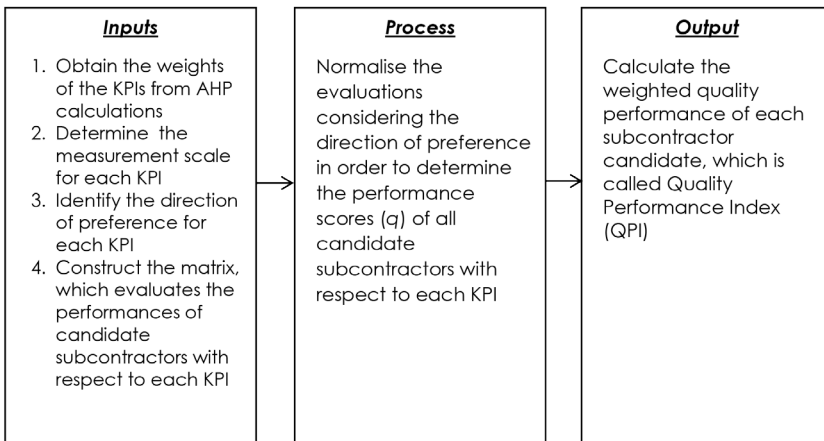 Inputs
1. Obtain the weights
of the KPIs from AHP
calculations
2. Determine the
measurement scale
for each KPI
3. Identify the direction
of preference for
each KPI
4. Construct the matrix,
which evaluates the
performances of
candidate
subcontractors with
respect to each KPI
Process
Normalise the
evaluations
considering the
direction of preference
in order to determine
the performance
scores (q) of all
candidate
subcontractors with
respect to each KPI
Output
Calculate the
weighted quality
performance of each
subcontractor
candidate, which is
called Quality
Performance Index
(QPI)